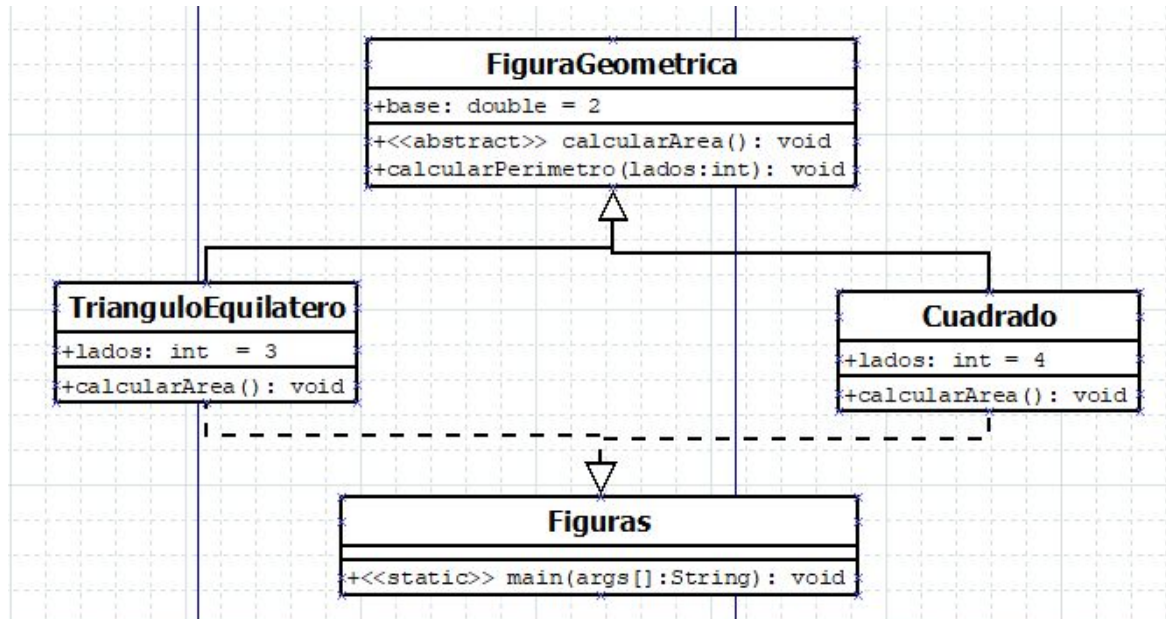 FiguraGeometrica
+base: double = 2
+<<abstract>> calcularArea(): void
+calcularPerimetro(lados:int): void
TrianguloEquilatero
+lados: int  = 3
+calcularArea(): void
Cuadrado
+lados: int = 4
+calcularArea(): void
Figuras
+<<static>> main(args[]:String): void